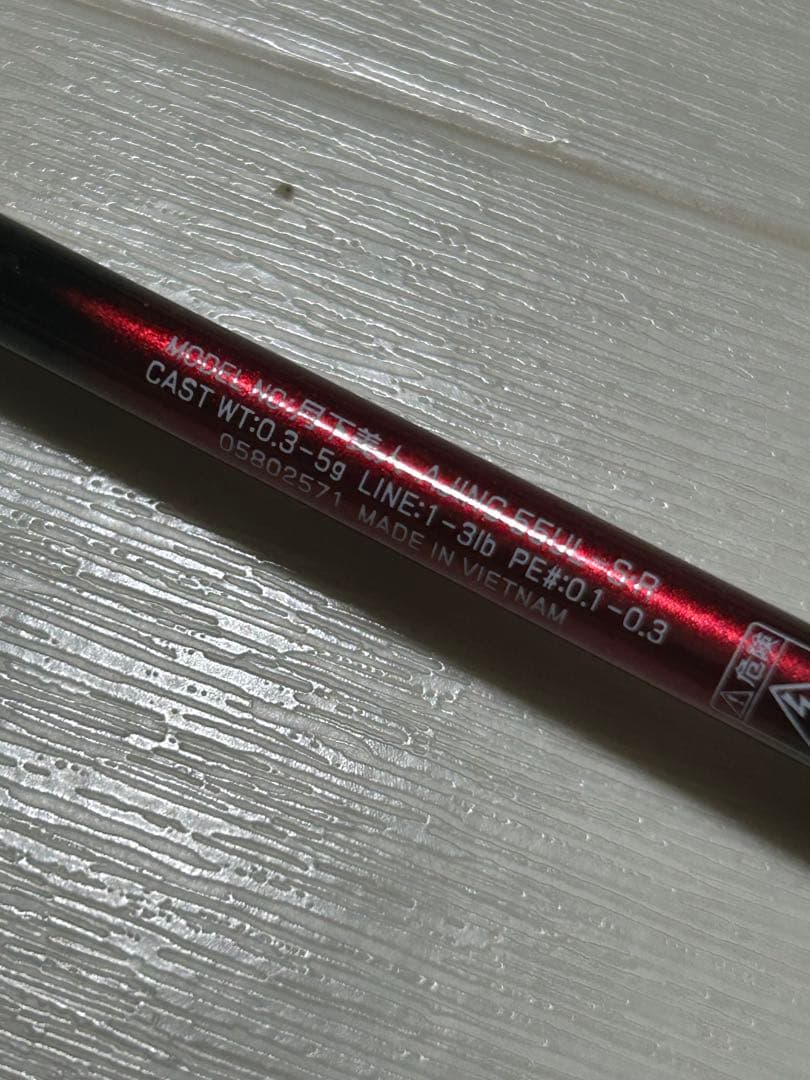 MODEL NO.月下美人 AJING 55UL-S・R
CAST WT:0.3-5g LINE:1-3lb PE#:0.1-0.3
05802571 MADE IN VIETNAM
⚠危険